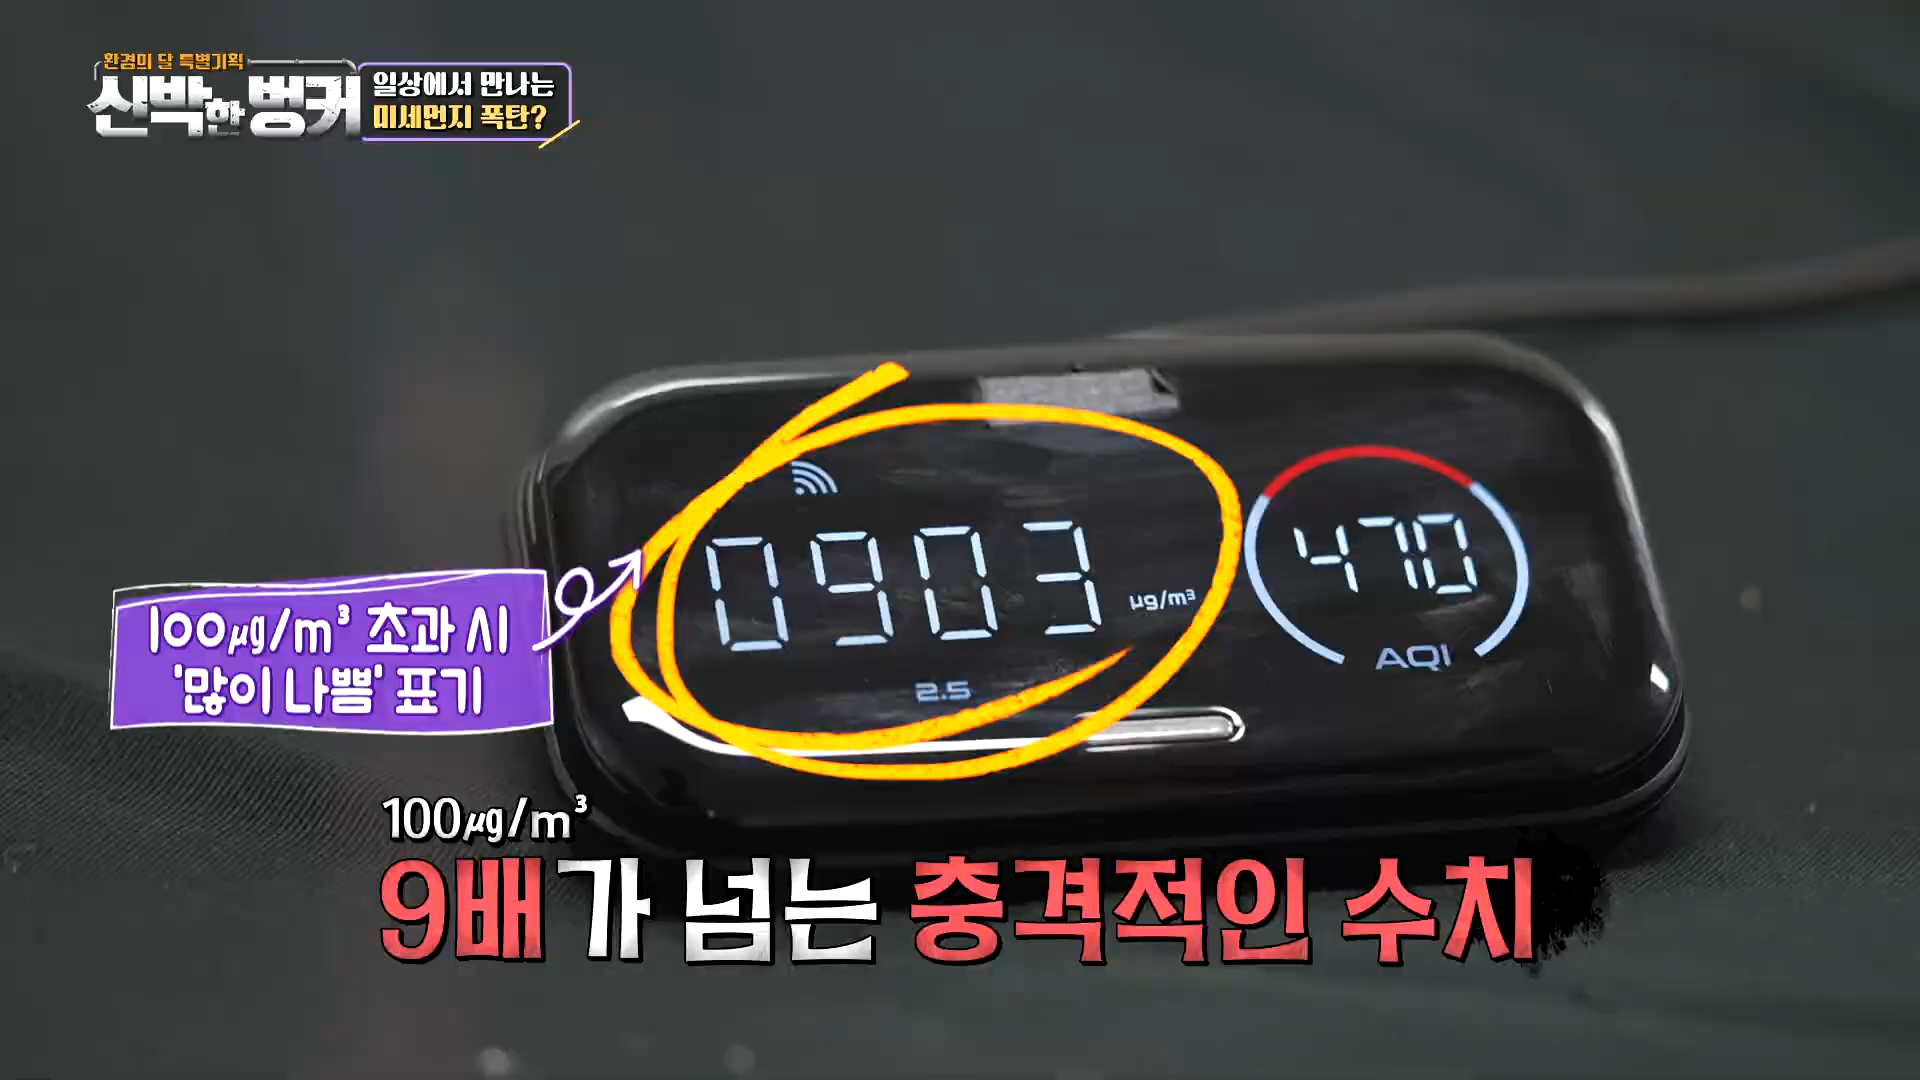 환경의 달 특별기획
신박한 벙커
일상에서 만나는
미세먼지 폭탄?
0903
µg/m³
2.5
470
AQI
100㎍/m³ 초과 시
'많이 나쁨' 표기
100㎍/m³
9배가 넘는 충격적인 수치